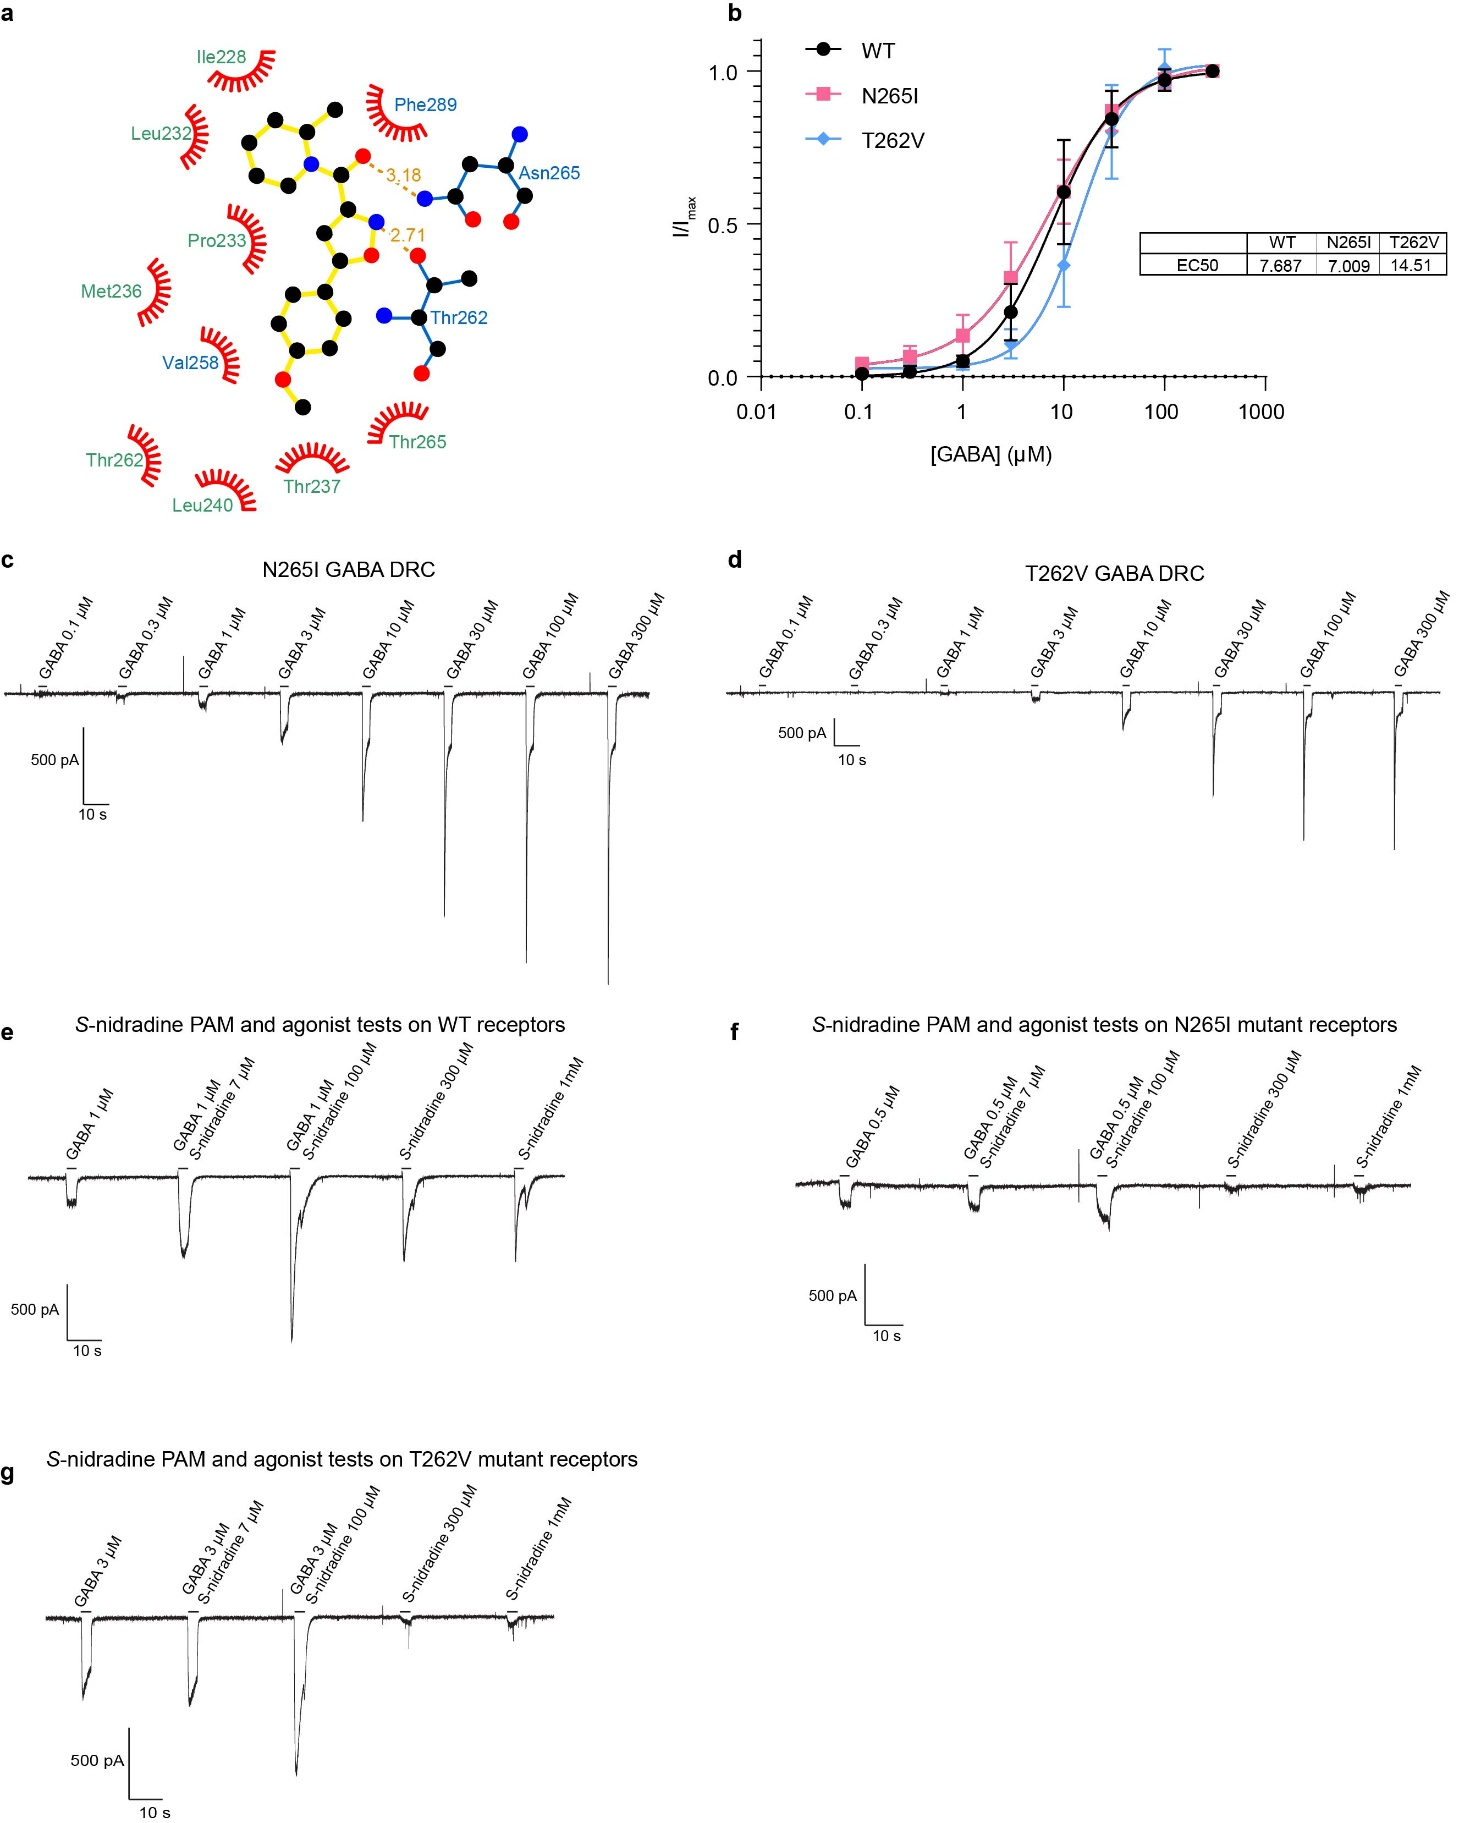 a
Ile228
Leu232
Phe289
Asn265
3.18
Pro233
2.71
Met236
Thr262
Val258
Thr265
Thr262
Thr237
Leu240
b
WT
N265I
T262V
1.0
0.5
0.0
I/Imax
0.01 0.1 1 10 100 1000
[GABA] (µM)
WT N265I T262V
EC50 7.687 7.009 14.51
c
N265I GABA DRC
GABA 0.1 µM
GABA 0.3 µM
GABA 1 µM
GABA 3 µM
GABA 10 µM
GABA 30 µM
GABA 100 µM
GABA 300 µM
500 pA
10 s
d
T262V GABA DRC
GABA 0.1 µM
GABA 0.3 µM
GABA 1 µM
GABA 3 µM
GABA 10 µM
GABA 30 µM
GABA 100 µM
GABA 300 µM
500 pA
10 s
e
S-nidradine PAM and agonist tests on WT receptors
GABA 1 µM
GABA 1 µM
S-nidradine 7 µM
GABA 1 µM
S-nidradine 100 µM
S-nidradine 300 µM
S-nidradine 1mM
500 pA
10 s
f
S-nidradine PAM and agonist tests on N265I mutant receptors
GABA 0.5 µM
GABA 0.5 µM
S-nidradine 7 µM
GABA 0.5 µM
S-nidradine 100 µM
S-nidradine 300 µM
S-nidradine 1mM
500 pA
10 s
g
S-nidradine PAM and agonist tests on T262V mutant receptors
GABA 3 µM
GABA 3 µM
S-nidradine 7 µM
GABA 3 µM
S-nidradine 100 µM
S-nidradine 300 µM
S-nidradine 1mM
500 pA
10 s